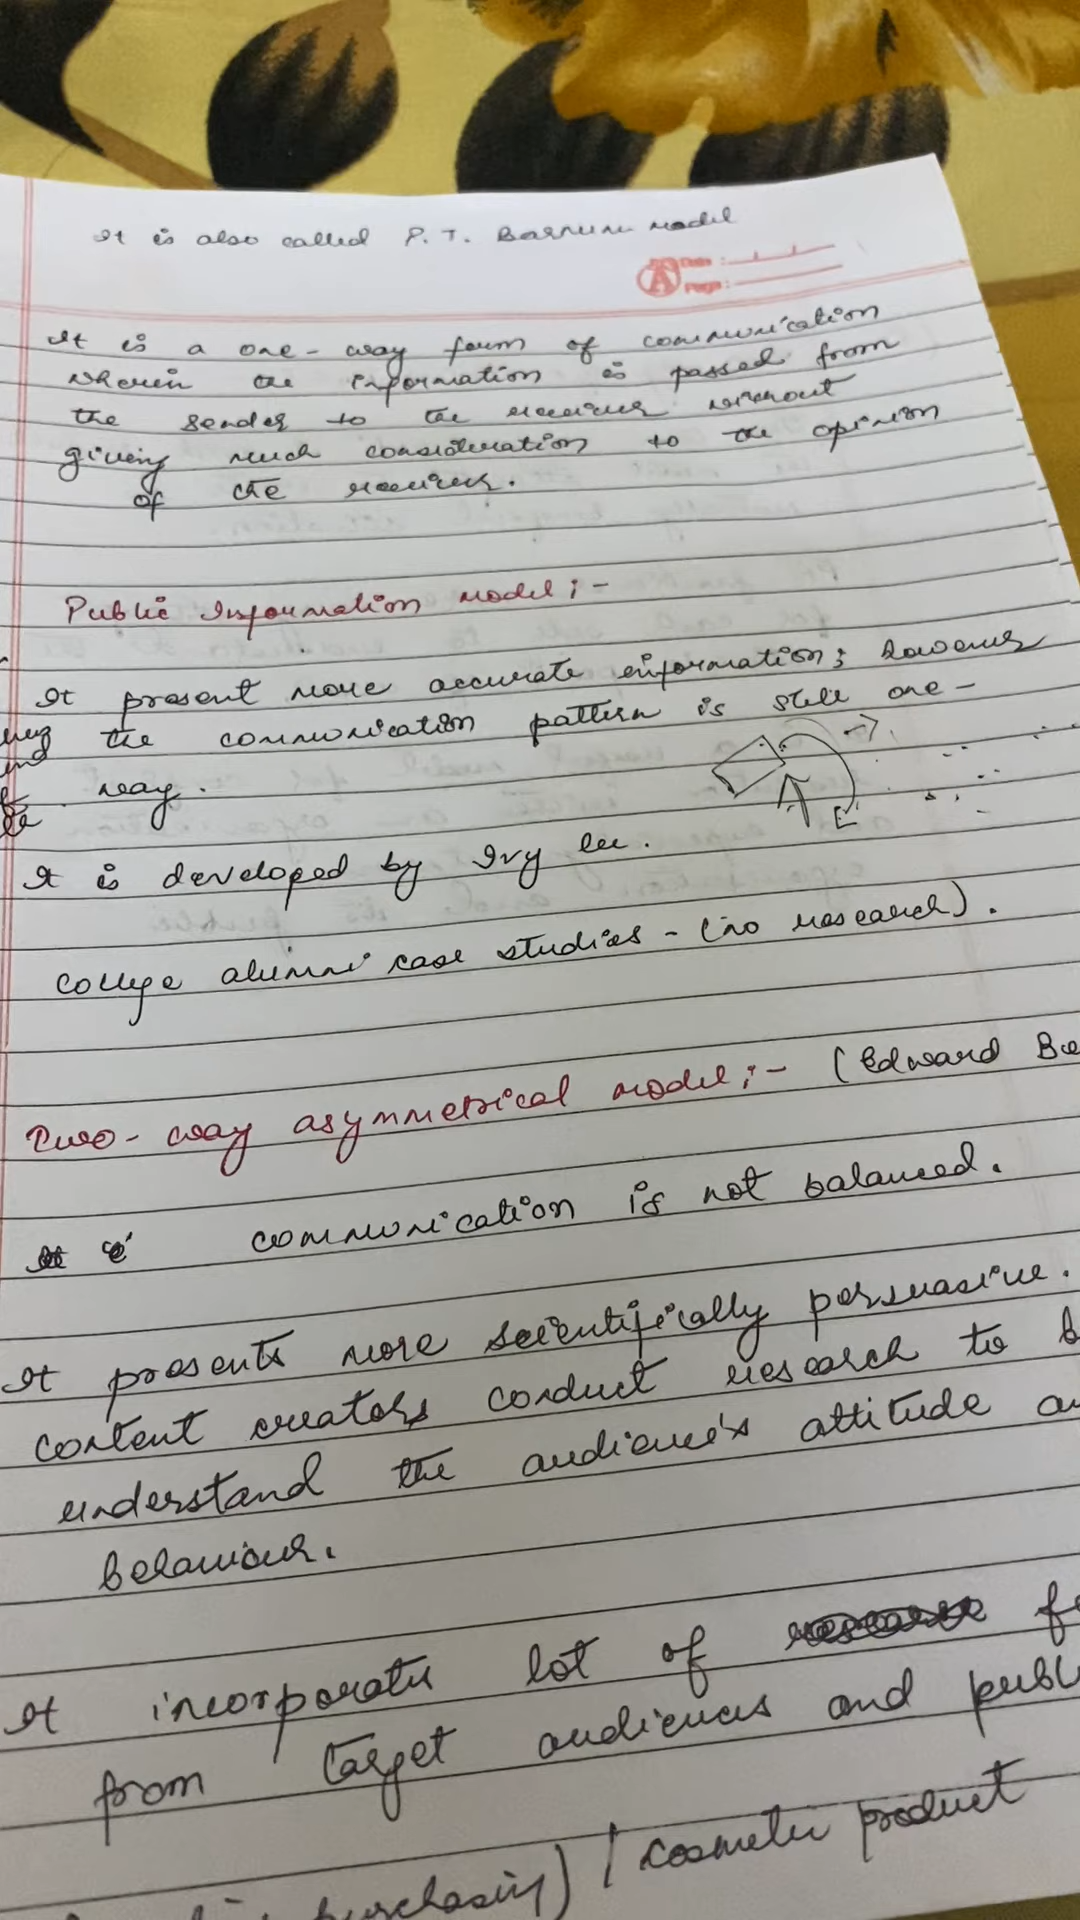 It is also called P. T. Barnum model
Date :
Page :
It is a one-way form of communication
wherein the information is passed from
the sender to the receiver without
giving much consideration to the opinion
of the receiver.
Public Information model ; -
It present more accurate information; however
the communication pattern is still one-
way.
It is developed by Ivy lee.
College alumni case studies - (no research).
Two-way asymmetrical model ; - (Edward
communication is not balanced.
It presents more scientifically persuasive.
content creators conduct research to
understand the audience's attitude
behaviour.
It incorporate lot of
from target audiences and
purchasing) / cosmetic product